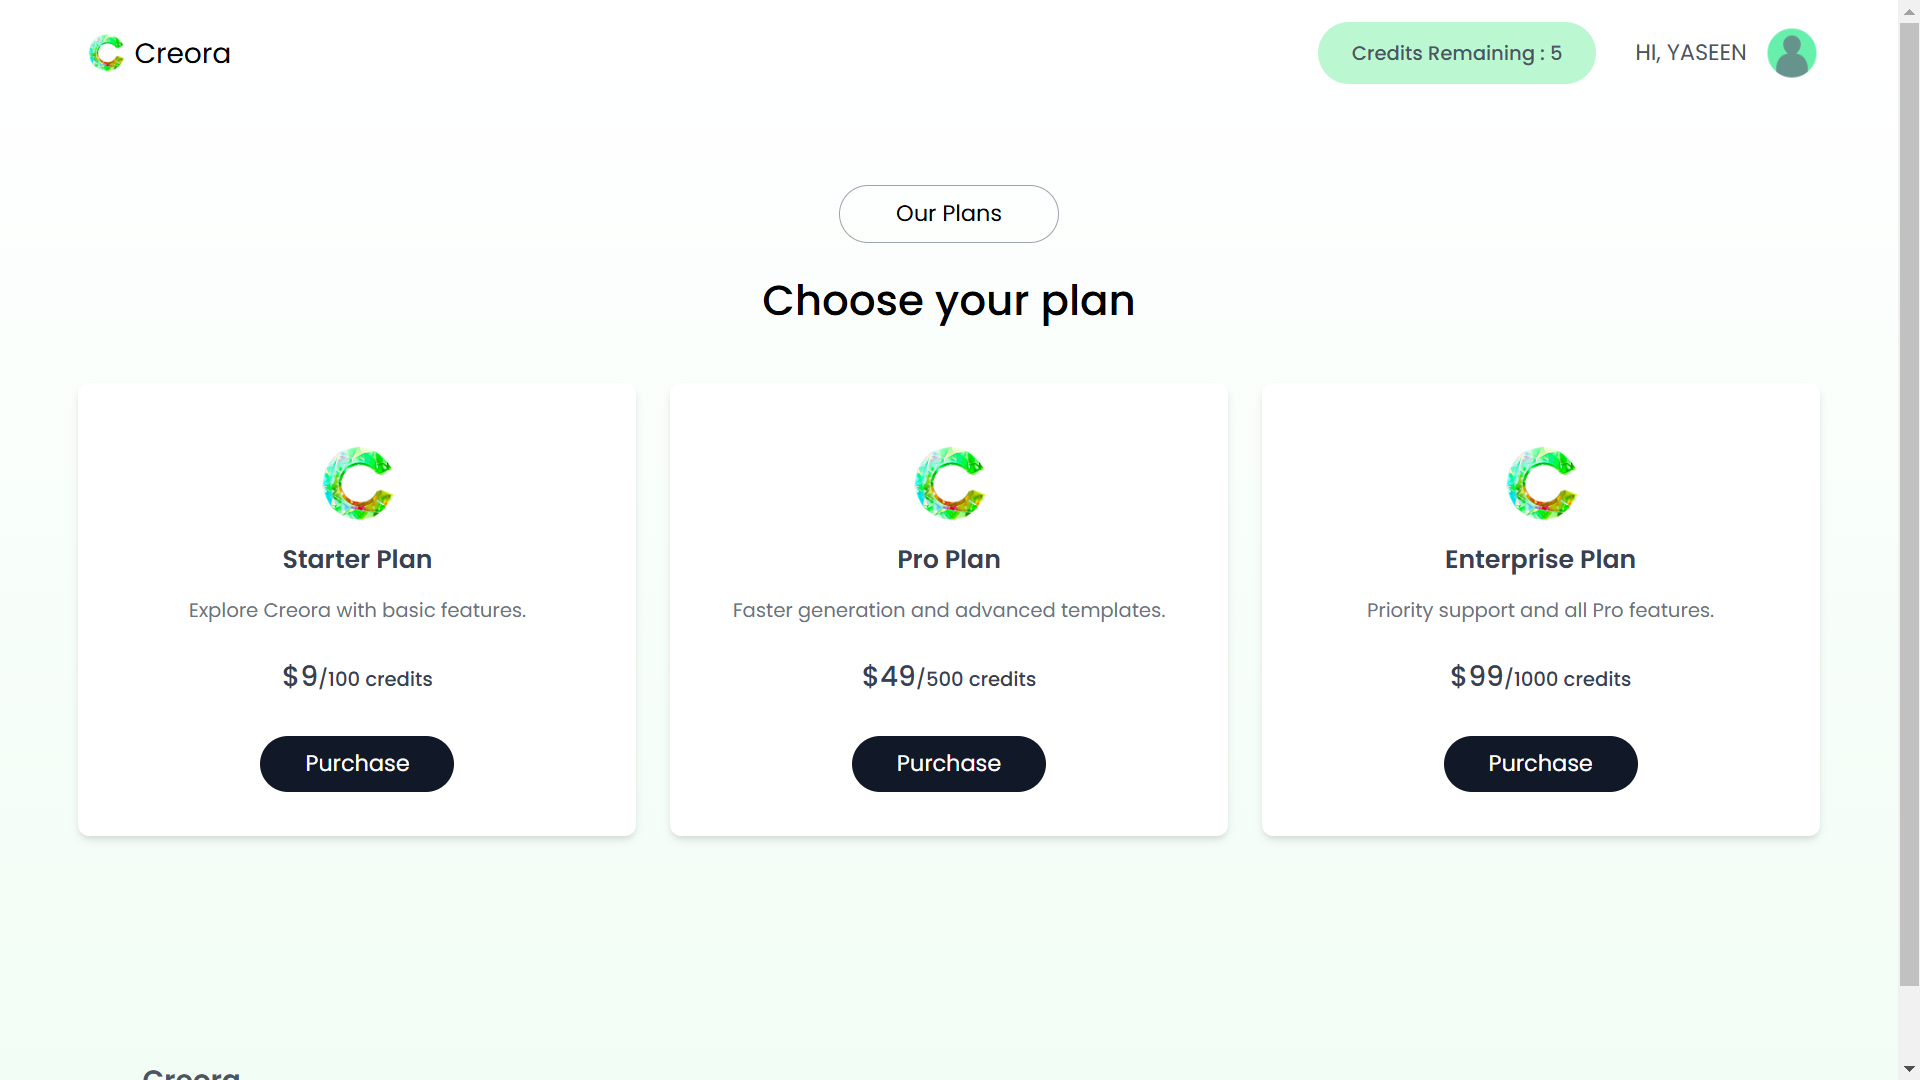 Creora
Credits Remaining : 5
HI, YASEEN
Our Plans
Choose your plan
Starter Plan
Explore Creora with basic features.
$9/100 credits
Purchase
Pro Plan
Faster generation and advanced templates.
$49/500 credits
Purchase
Enterprise Plan
Priority support and all Pro features.
$99/1000 credits
Purchase
Creora